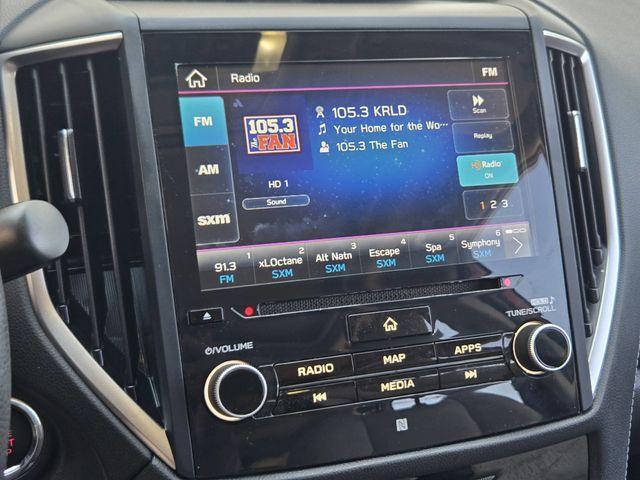 Radio
FM
FM
AM
SXM
105.3
THE
FAN
HD 1
Sound
105.3 KRLD
Your Home for the Wo...
105.3 The Fan
Scan
Replay
HD Radio
ON
1 2 3
1
91.3
FM
2
xLOctane
SXM
3
Alt Natn
SXM
4
Escape
SXM
5
Spa
SXM
6
Symphony
SXM
HOLD
TUNE/SCROLL
VOLUME
RADIO
MAP
APPS
MEDIA
N